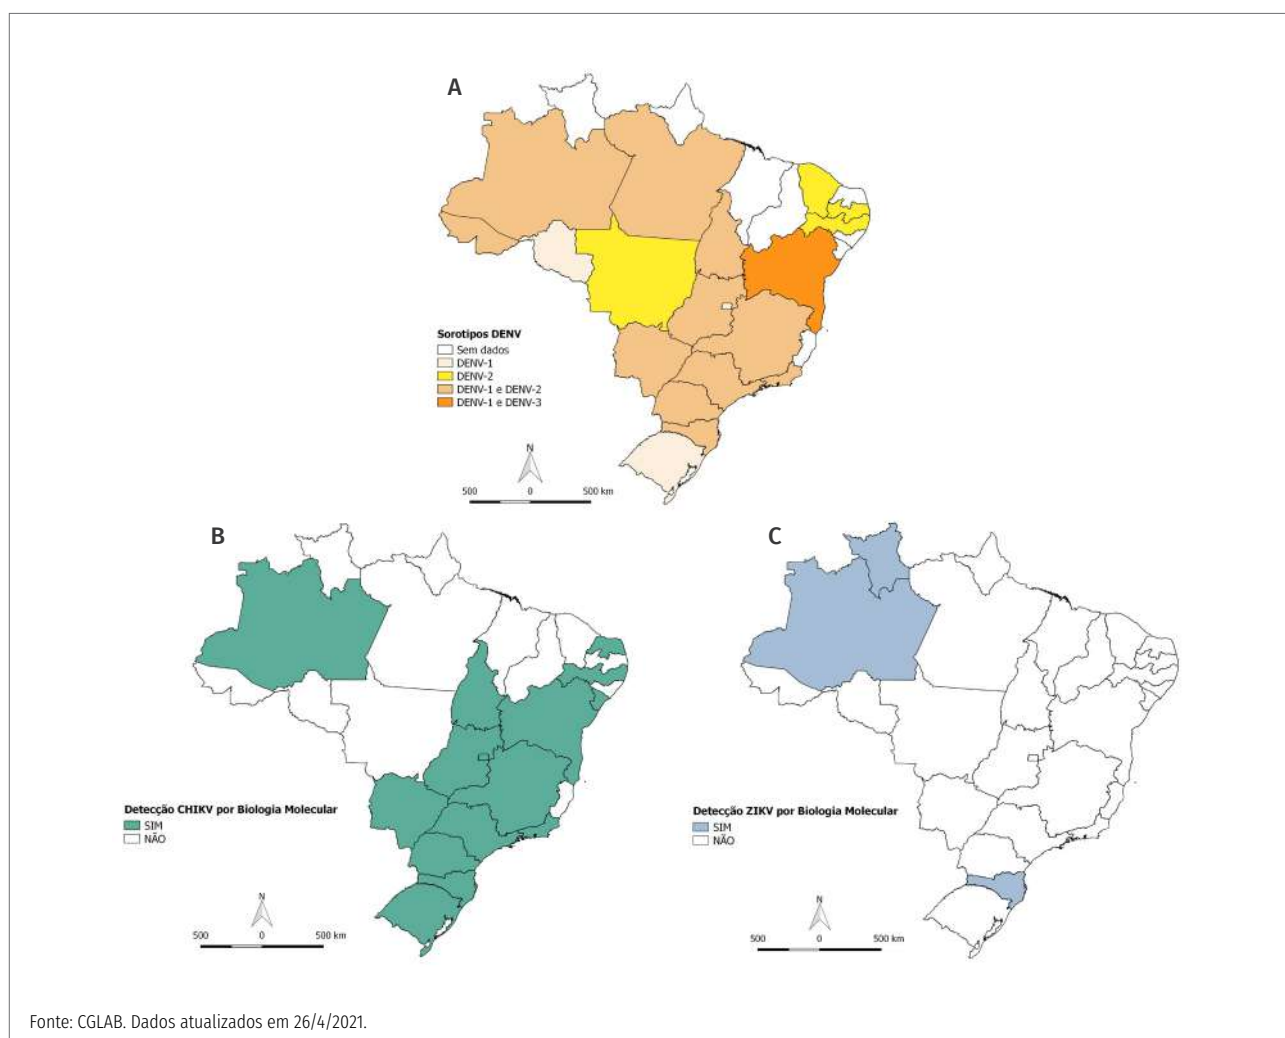 A
Sorotipos DENV
Sem dados
DENV-1
DENV-2
DENV-1 e DENV-2
DENV-1 e DENV-3
N
500 0 500 km
B
Detecção CHIKV por Biologia Molecular
SIM
NÃO
N
500 0 500 km
C
Detecção ZIKV por Biologia Molecular
SIM
NÃO
N
500 0 500 km
Fonte: CGLAB. Dados atualizados em 26/4/2021.